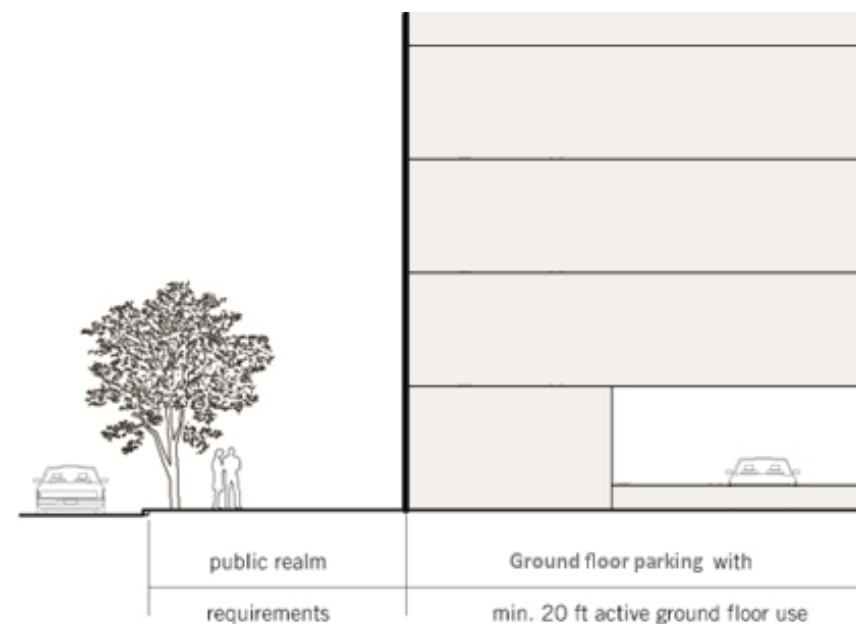 public realm
requirements
Ground floor parking with
min. 20 ft active ground floor use